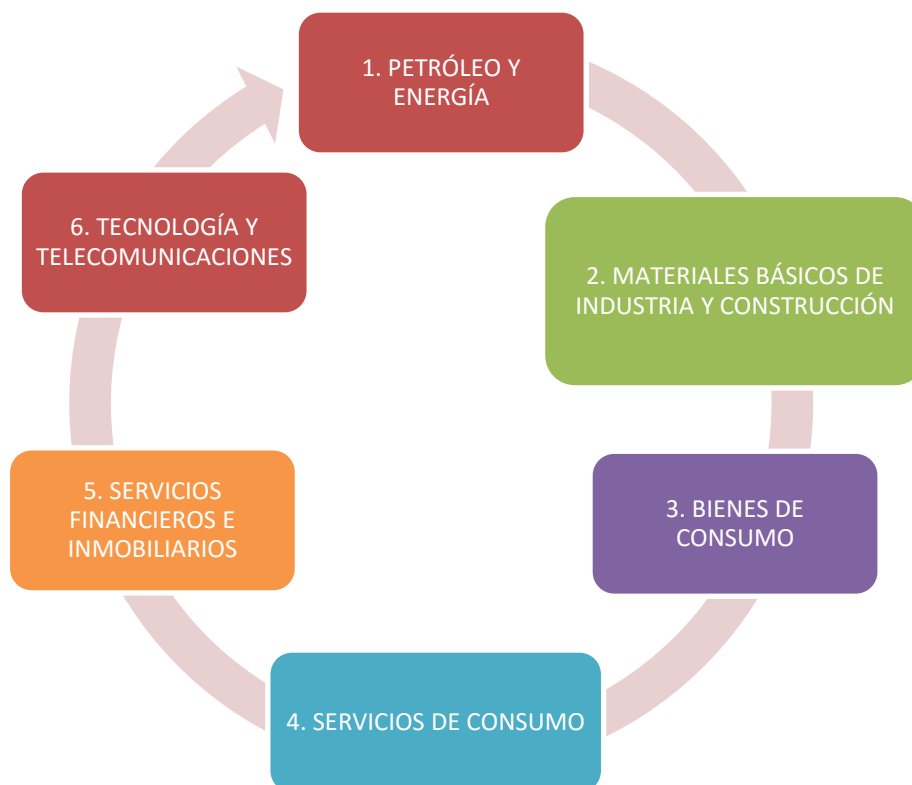 1. PETRÓLEO Y
ENERGÍA
2. MATERIALES BÁSICOS DE
INDUSTRIA Y CONSTRUCCIÓN
3. BIENES DE
CONSUMO
4. SERVICIOS DE CONSUMO
5. SERVICIOS
FINANCIEROS E
INMOBILIARIOS
6. TECNOLOGÍA Y
TELECOMUNICACIONES